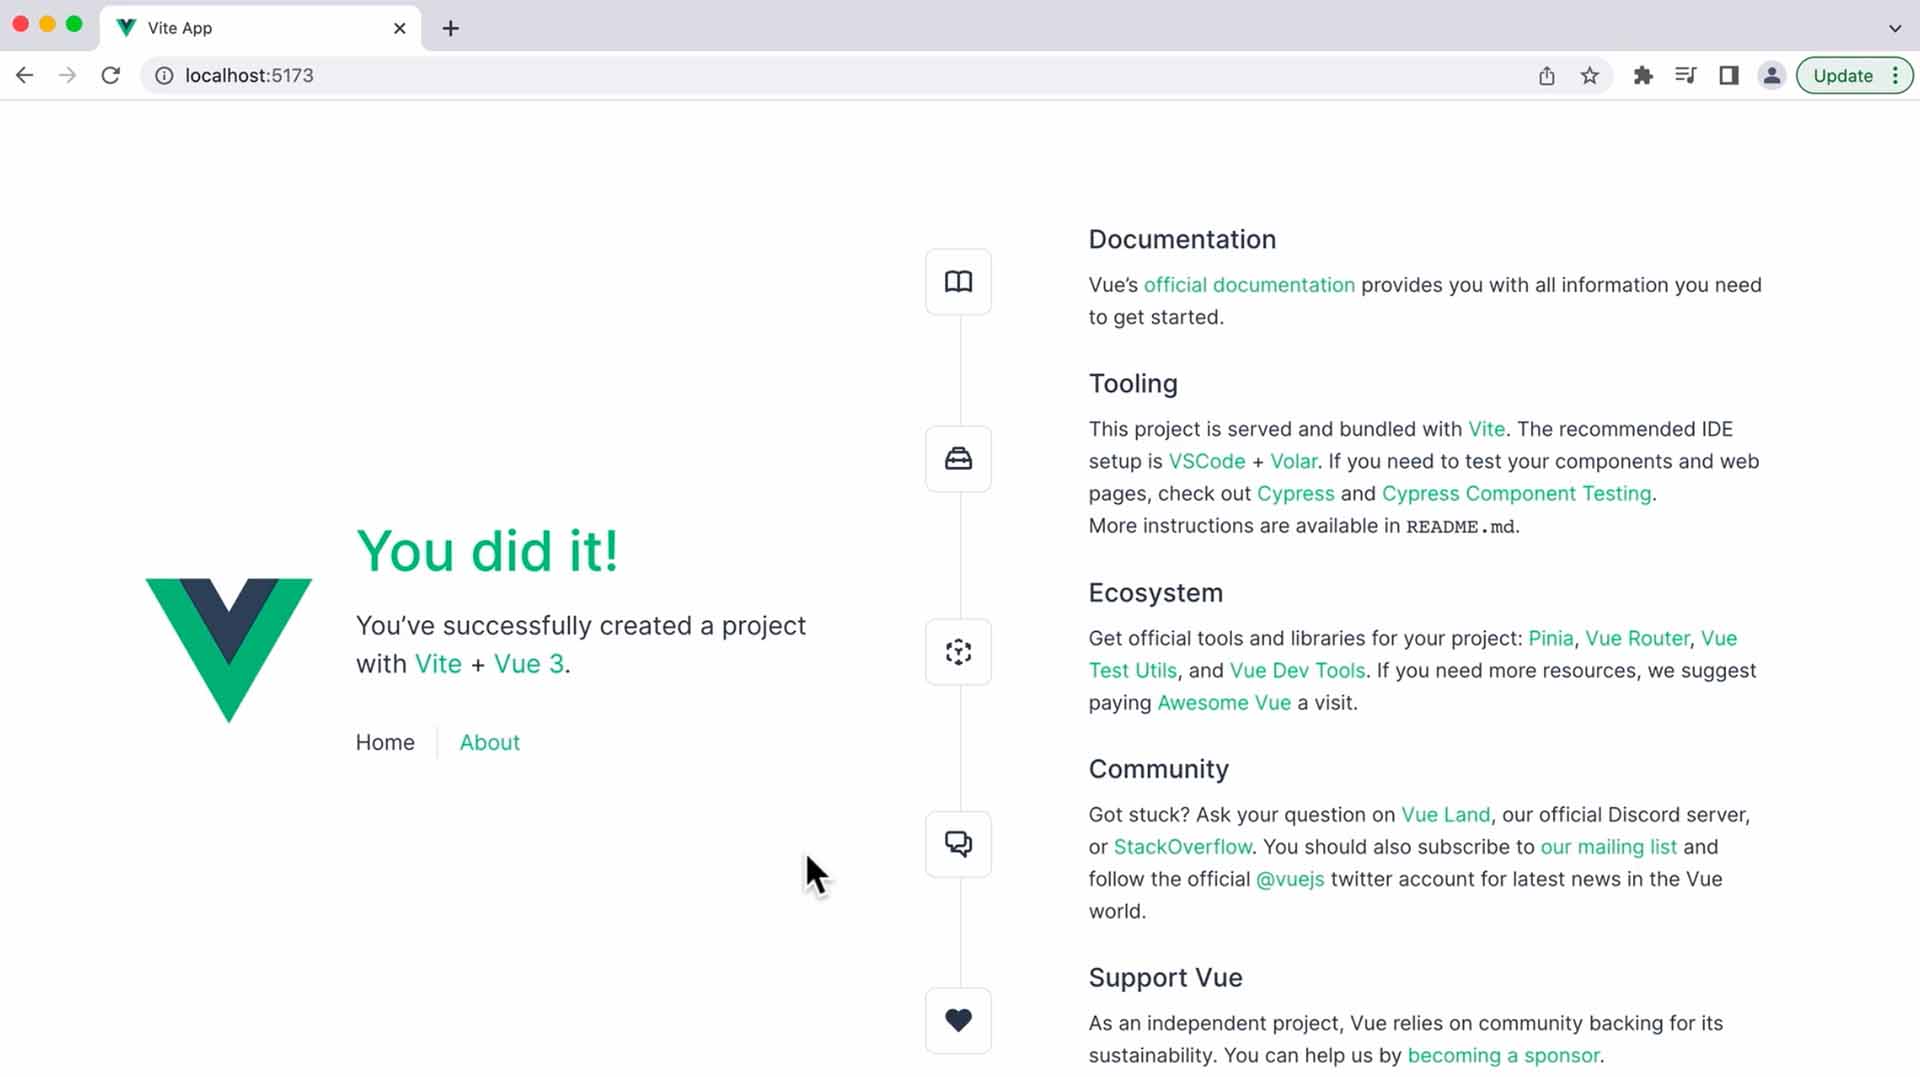 Vite App
localhost:5173
Update
You did it!
You’ve successfully created a project
with Vite + Vue 3.
Home
About
Documentation
Vue’s official documentation provides you with all information you need
to get started.
Tooling
This project is served and bundled with Vite. The recommended IDE
setup is VSCode + Volar. If you need to test your components and web
pages, check out Cypress and Cypress Component Testing.
More instructions are available in README.md.
Ecosystem
Get official tools and libraries for your project: Pinia, Vue Router, Vue
Test Utils, and Vue Dev Tools. If you need more resources, we suggest
paying Awesome Vue a visit.
Community
Got stuck? Ask your question on Vue Land, our official Discord server,
or StackOverflow. You should also subscribe to our mailing list and
follow the official @vuejs twitter account for latest news in the Vue
world.
Support Vue
As an independent project, Vue relies on community backing for its
sustainability. You can help us by becoming a sponsor.